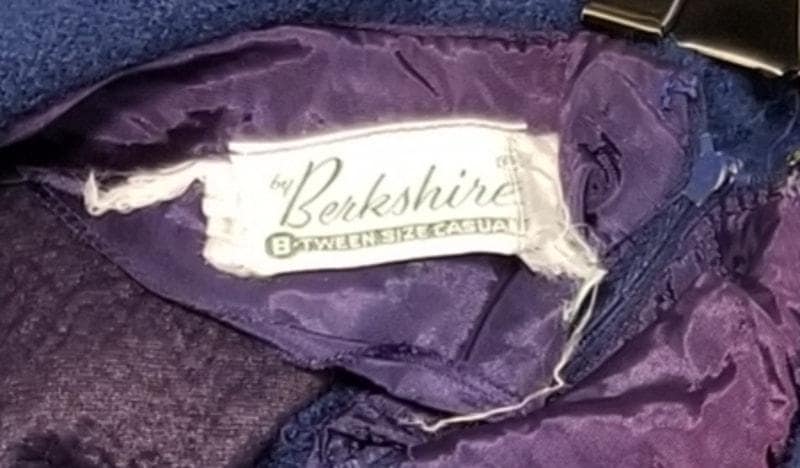 by Berkshire ®
B-TWEEN-SIZE CASUAL